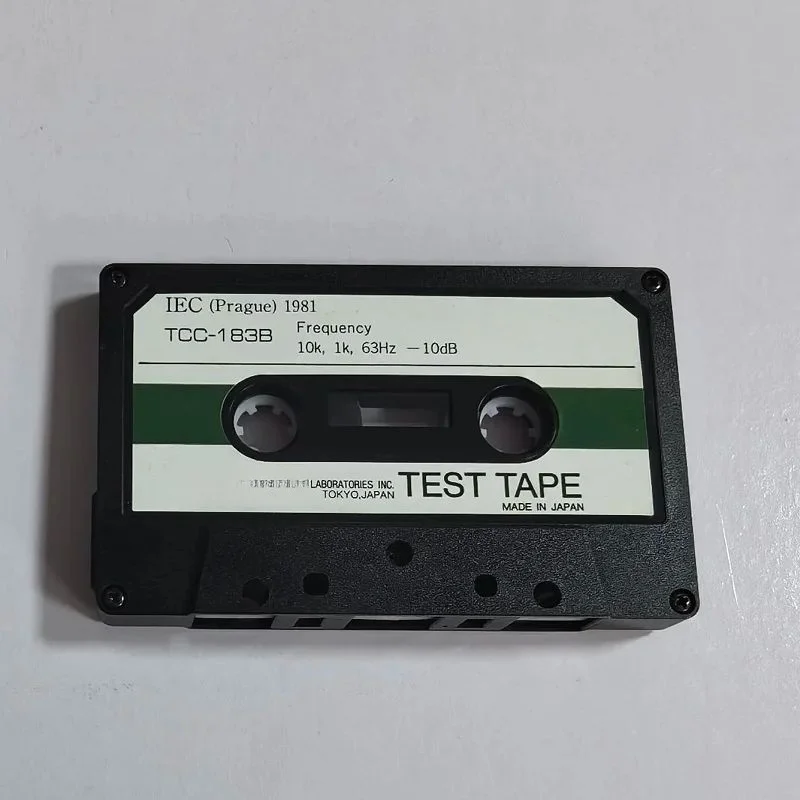 IEC (Prague) 1981
TCC-183B
Frequency
10k, 1k, 63Hz −10dB
LABORATORIES INC.
TOKYO, JAPAN
TEST TAPE
MADE IN JAPAN